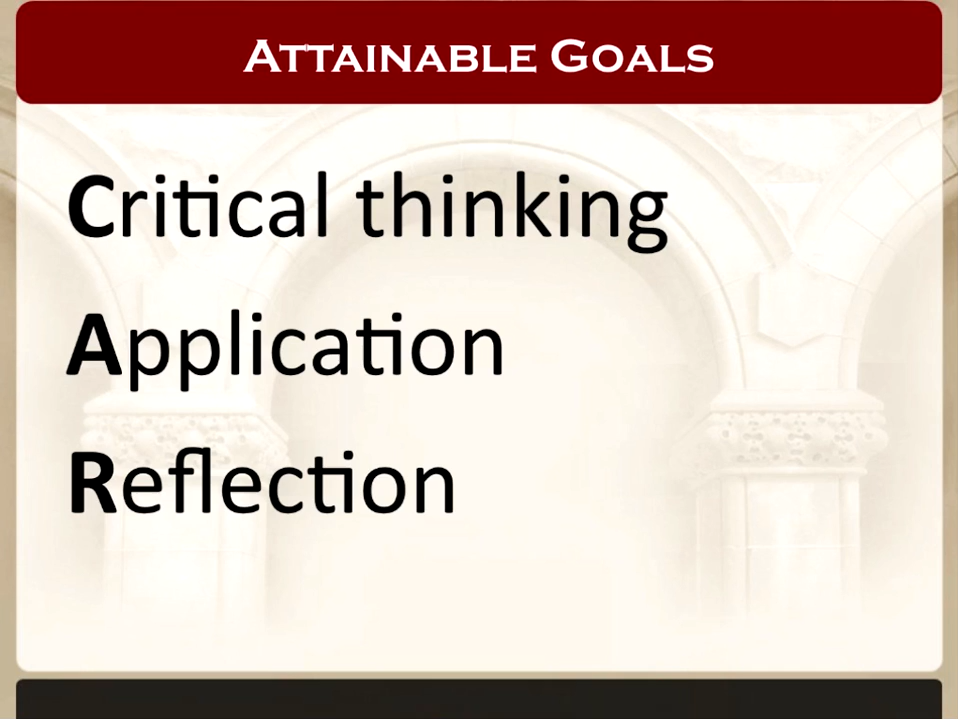 Attainable Goals
Critical thinking
Application
Reflection